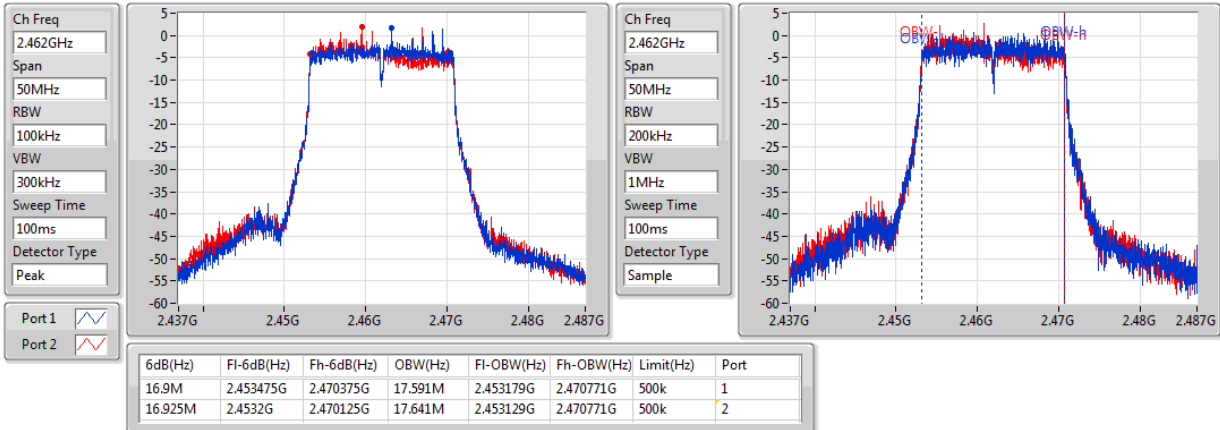 Ch Freq
2.462GHz
Span
50MHz
RBW
100kHz
VBW
300kHz
Sweep Time
100ms
Detector Type
Peak
Port 1
Port 2
5
0
-5
-10
-15
-20
-25
-30
-35
-40
-45
-50
-55
-60
2.437G 2.45G 2.46G 2.47G 2.48G 2.487G
Ch Freq
2.462GHz
Span
50MHz
RBW
200kHz
VBW
1MHz
Sweep Time
100ms
Detector Type
Sample
5
0
-5
-10
-15
-20
-25
-30
-35
-40
-45
-50
-55
-60
OBW-h
2.437G 2.45G 2.46G 2.47G 2.48G 2.487G
6dB(Hz) Fl-6dB(Hz) Fh-6dB(Hz) OBW(Hz) Fl-OBW(Hz) Fh-OBW(Hz) Limit(Hz) Port
16.9M 2.453475G 2.470375G 17.591M 2.453179G 2.470771G 500k 1
16.925M 2.4532G 2.470125G 17.641M 2.453129G 2.470771G 500k 2